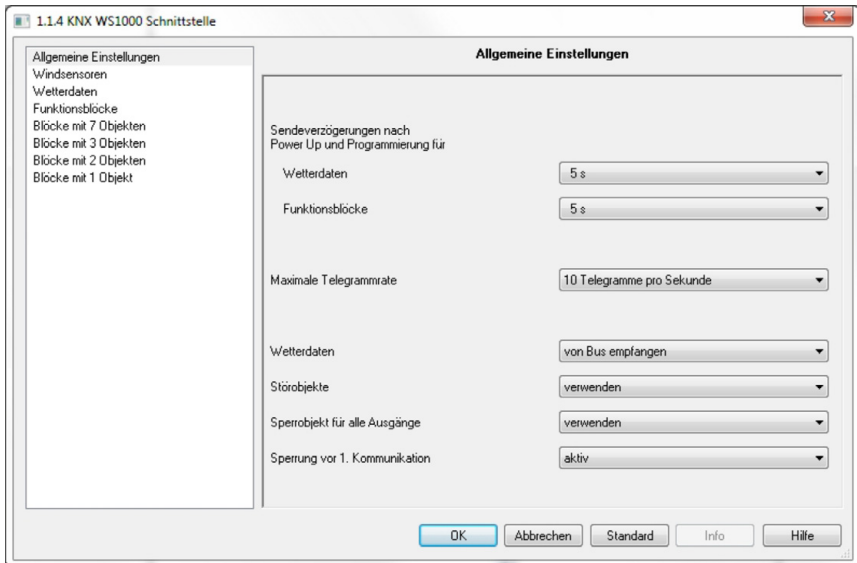 1.1.4 KNX WS1000 Schnittstelle
Allgemeine Einstellungen
Windsensoren
Wetterdaten
Funktionsblöcke
Blöcke mit 7 Objekten
Blöcke mit 3 Objekten
Blöcke mit 2 Objekten
Blöcke mit 1 Objekt
Allgemeine Einstellungen
Sendeverzögerungen nach
Power Up und Programmierung für
Wetterdaten 5 s
Funktionsblöcke 5 s
Maximale Telegrammrate 10 Telegramme pro Sekunde
Wetterdaten von Bus empfangen
Störobjekte verwenden
Sperrobjekt für alle Ausgänge verwenden
Sperrung vor 1. Kommunikation aktiv
OK Abbrechen Standard Info Hilfe